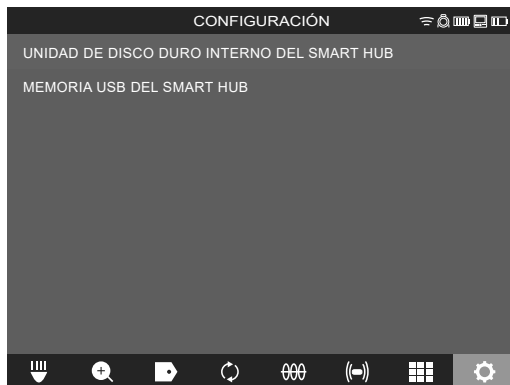 CONFIGURACIÓN
UNIDAD DE DISCO DURO INTERNO DEL SMART HUB
MEMORIA USB DEL SMART HUB